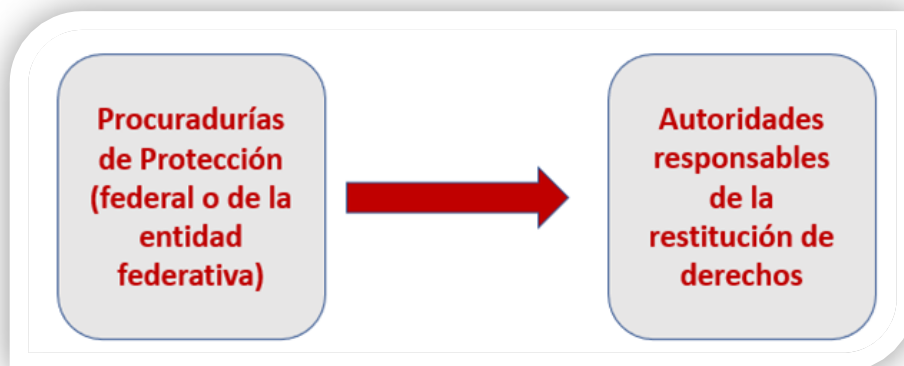 Procuradurías
de Protección
(federal o de la
entidad
federativa)
Autoridades
responsables
de la
restitución de
derechos